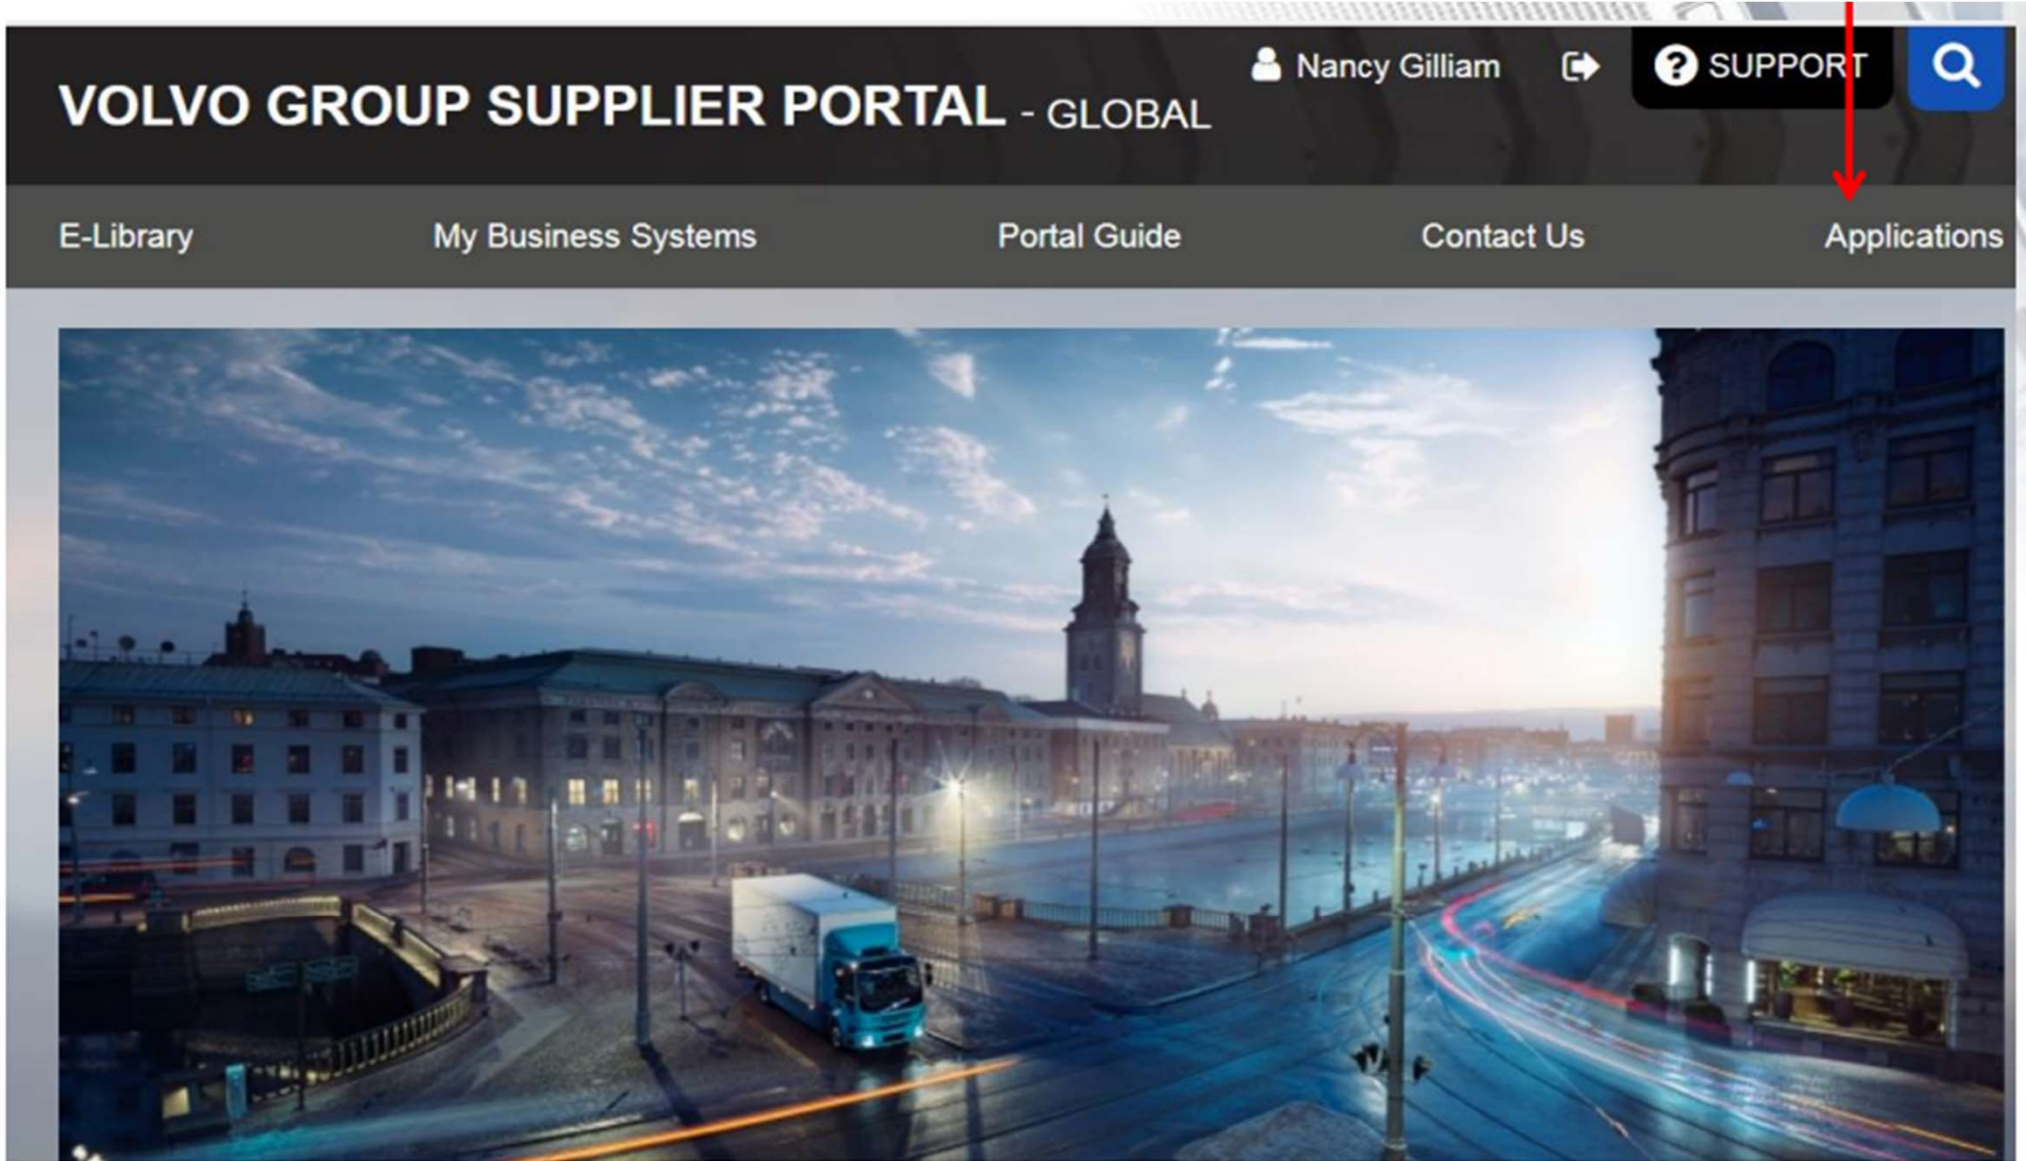 Nancy Gilliam
SUPPORT
VOLVO GROUP SUPPLIER PORTAL - GLOBAL
E-Library
My Business Systems
Portal Guide
Contact Us
Applications